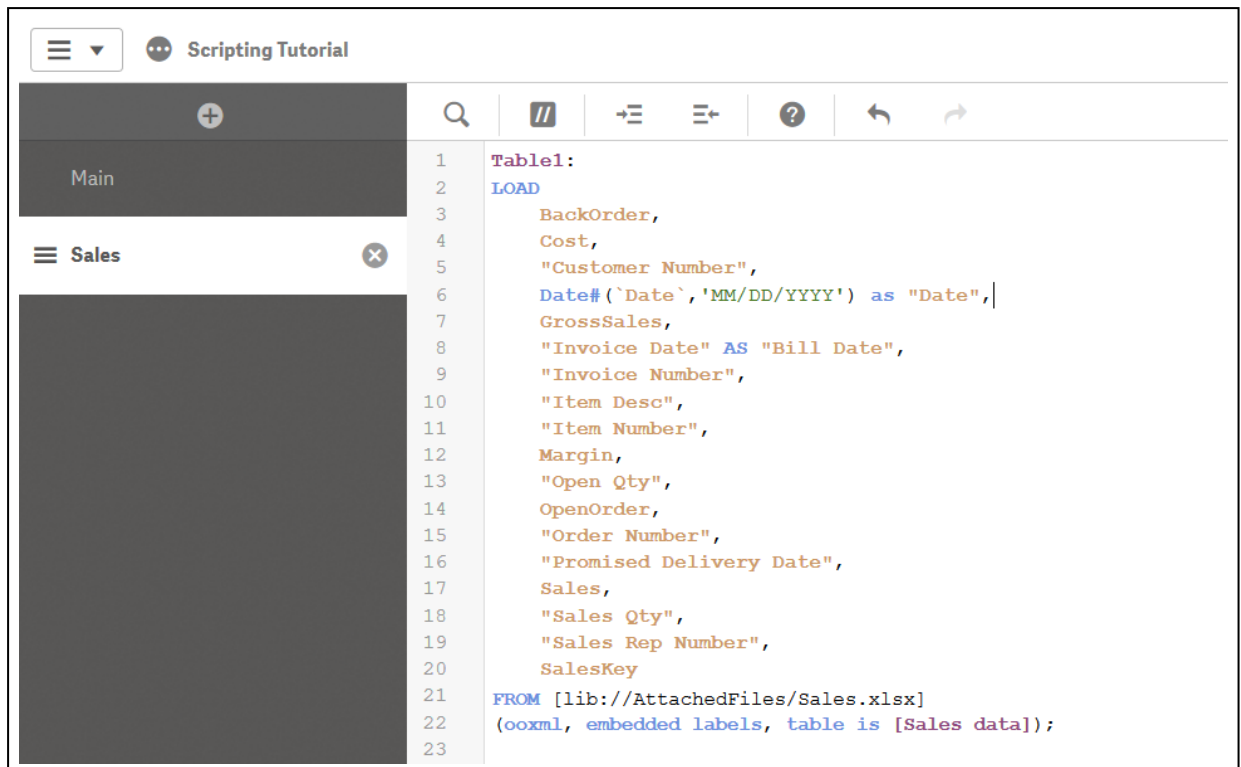 Scripting Tutorial
Main
Sales
1 Table1:
2 LOAD
3 BackOrder,
4 Cost,
5 "Customer Number",
6 Date#(`Date`,'MM/DD/YYYY') as "Date",
7 GrossSales,
8 "Invoice Date" AS "Bill Date",
9 "Invoice Number",
10 "Item Desc",
11 "Item Number",
12 Margin,
13 "Open Qty",
14 OpenOrder,
15 "Order Number",
16 "Promised Delivery Date",
17 Sales,
18 "Sales Qty",
19 "Sales Rep Number",
20 SalesKey
21 FROM [lib://AttachedFiles/Sales.xlsx]
22 (ooxml, embedded labels, table is [Sales data]);
23